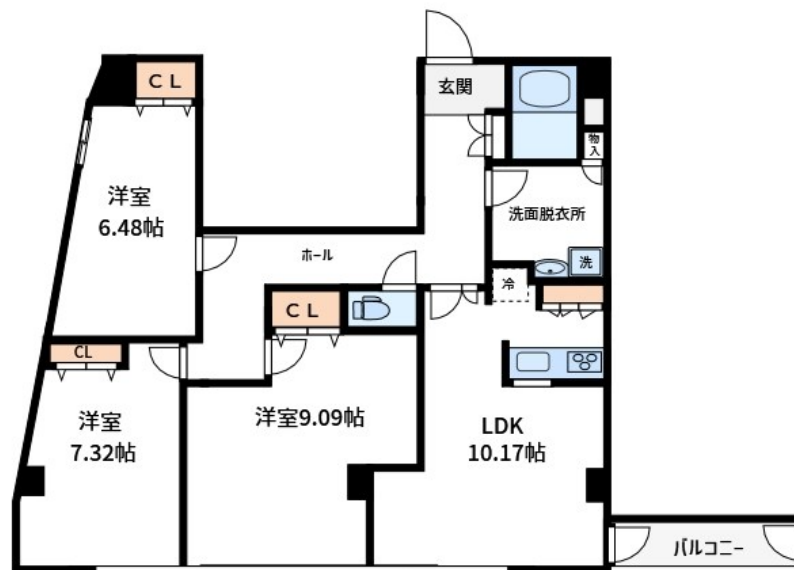 CL
玄関
物入
洋室
6.48帖
洗面脱衣所
ホール
洗
冷
CL
CL
洋室
7.32帖
洋室9.09帖
LDK
10.17帖
バルコニー